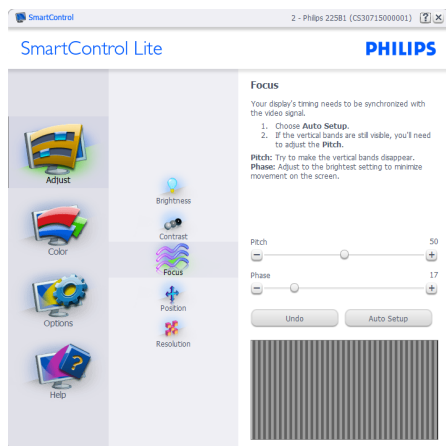 SmartControl
2 - Philips 225B1 (CS30715000001)
SmartControl Lite
PHILIPS
Adjust
Color
Options
Help
Brightness
Contrast
Focus
Position
Resolution
Focus
Your display's timing needs to be synchronized with
the video signal.
1. Choose Auto Setup.
2. If the vertical bands are still visible, you'll need
to adjust the Pitch.
Pitch: Try to make the vertical bands disappear.
Phase: Adjust to the brightest setting to minimize
movement on the screen.
Pitch 50
Phase 17
Undo
Auto Setup